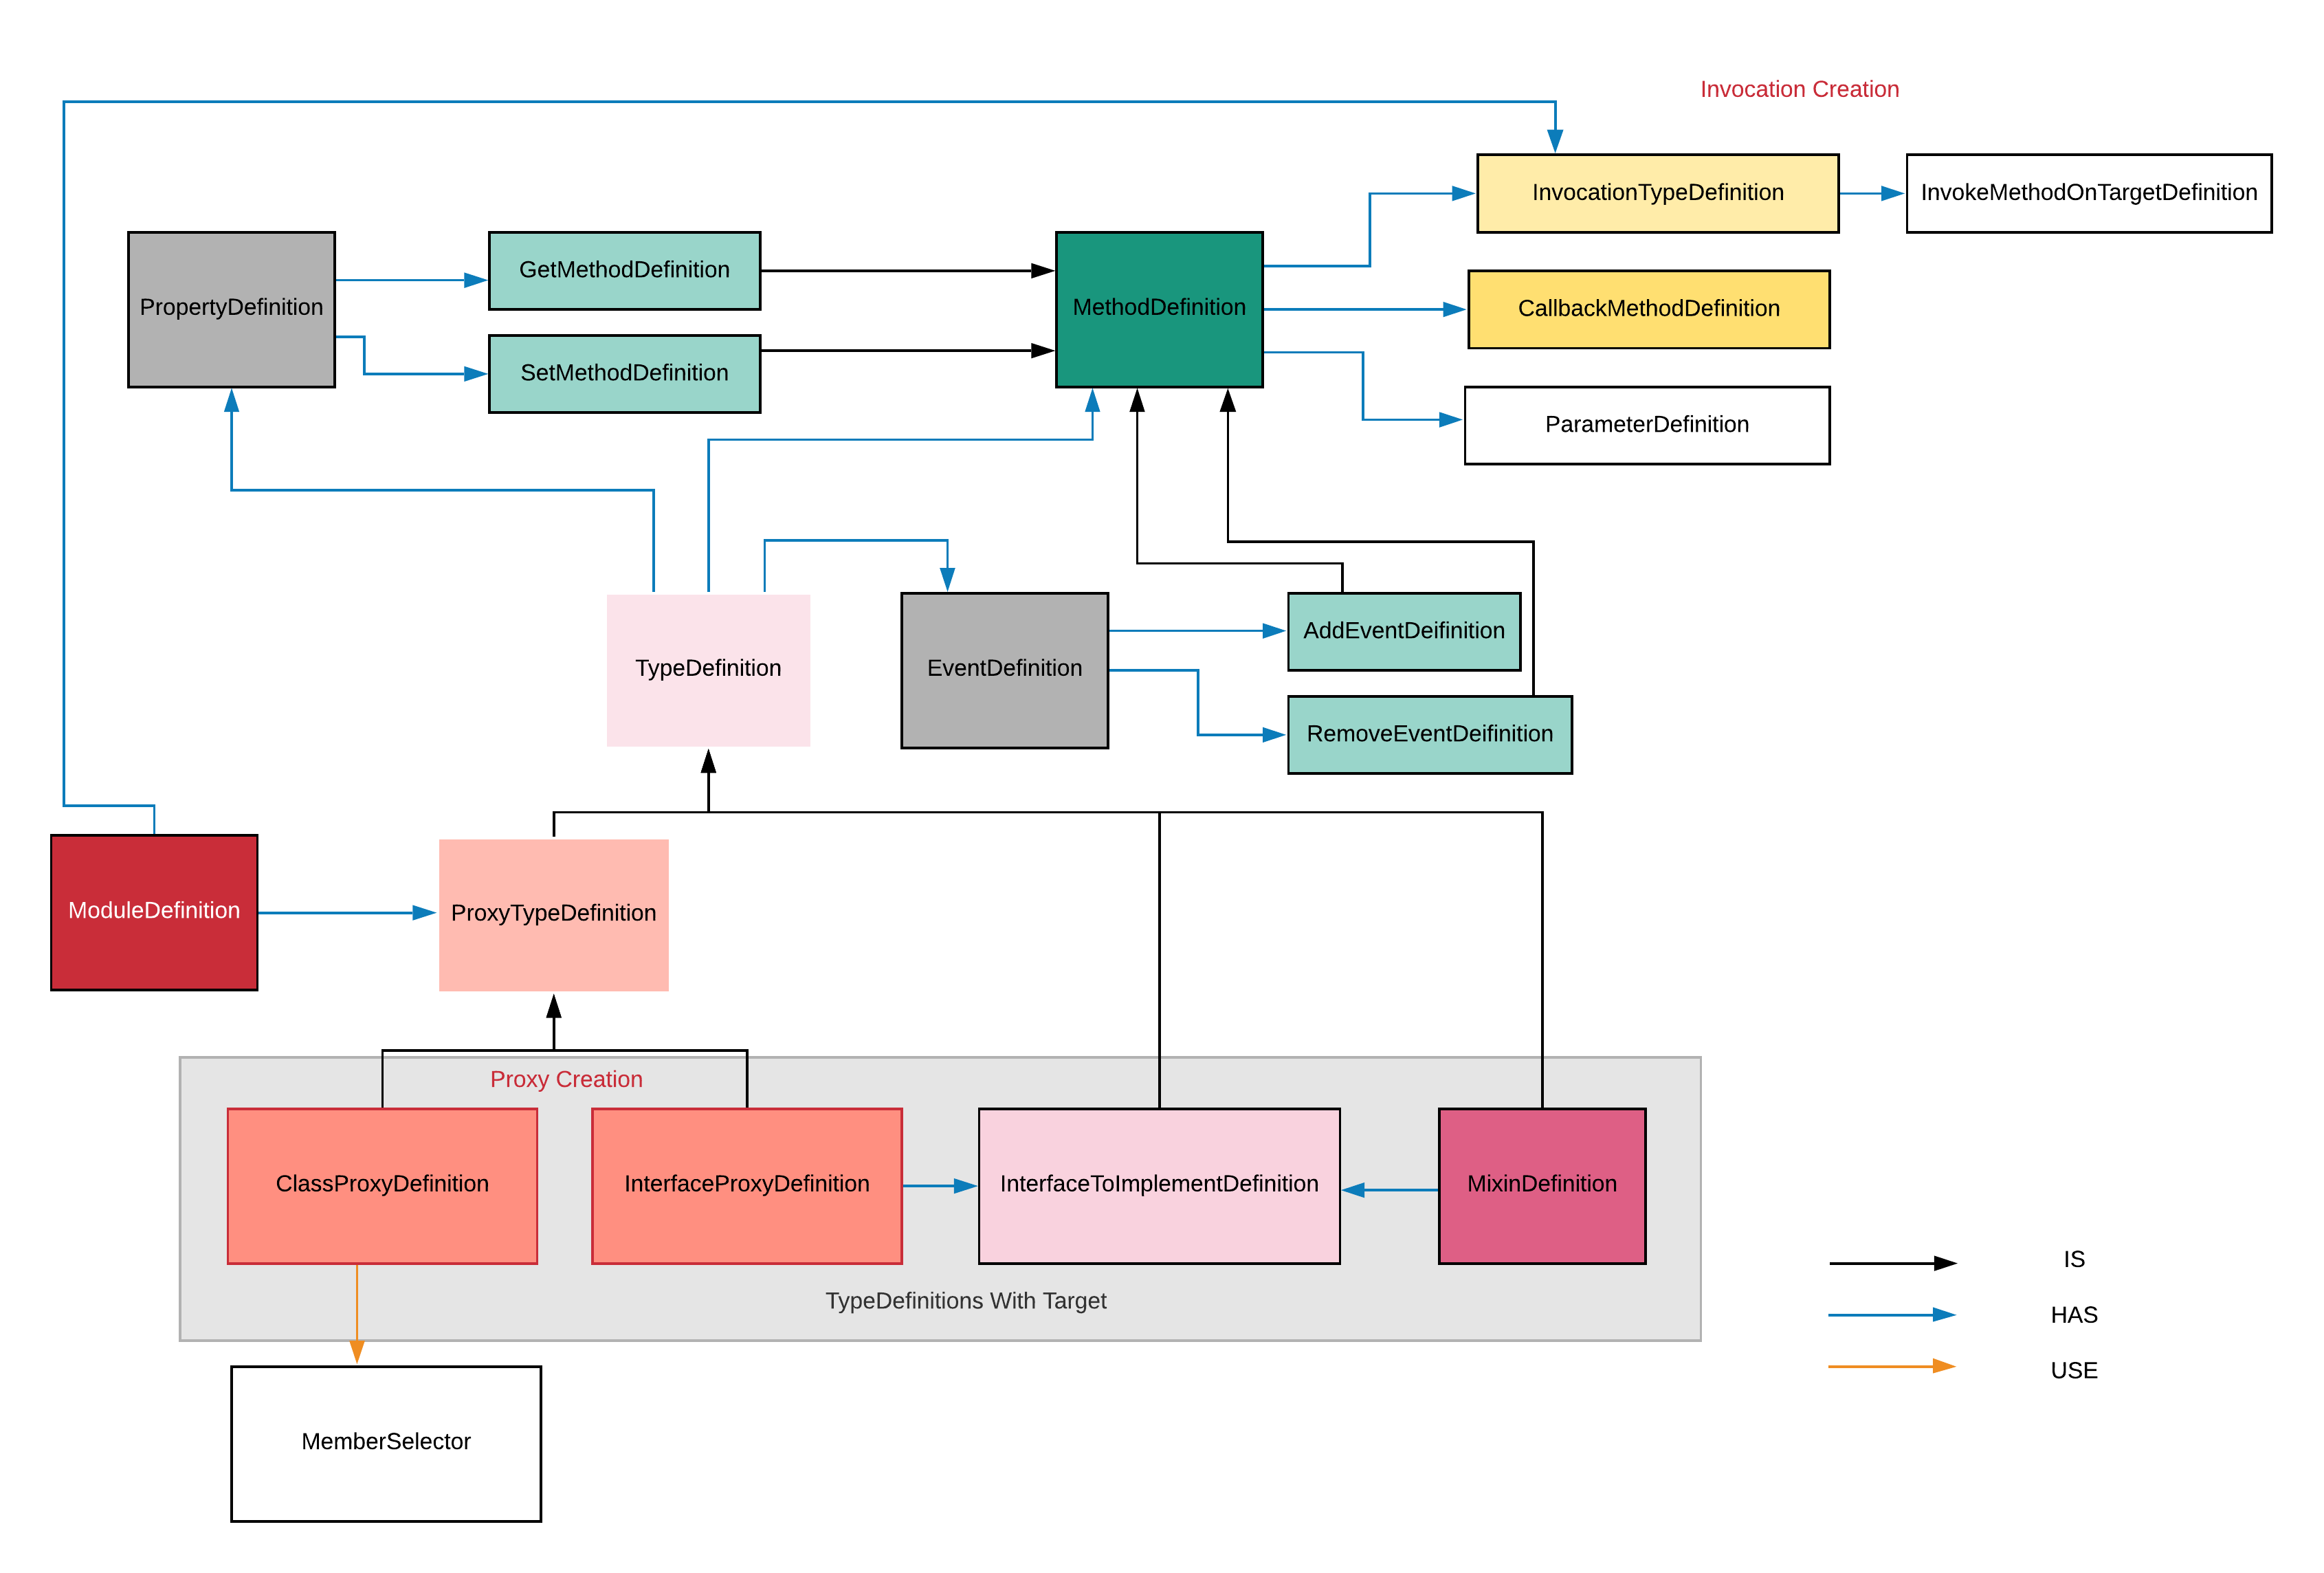 Invocation Creation
InvocationTypeDefinition
InvokeMethodOnTargetDefinition
GetMethodDefinition
PropertyDefinition
MethodDefinition
CallbackMethodDefinition
SetMethodDefinition
ParameterDefinition
AddEventDeifinition
TypeDefinition
EventDefinition
RemoveEventDeifinition
ModuleDefinition
ProxyTypeDefinition
Proxy Creation
ClassProxyDefinition
InterfaceProxyDefinition
InterfaceToImplementDefinition
MixinDefinition
TypeDefinitions With Target
IS
HAS
USE
MemberSelector